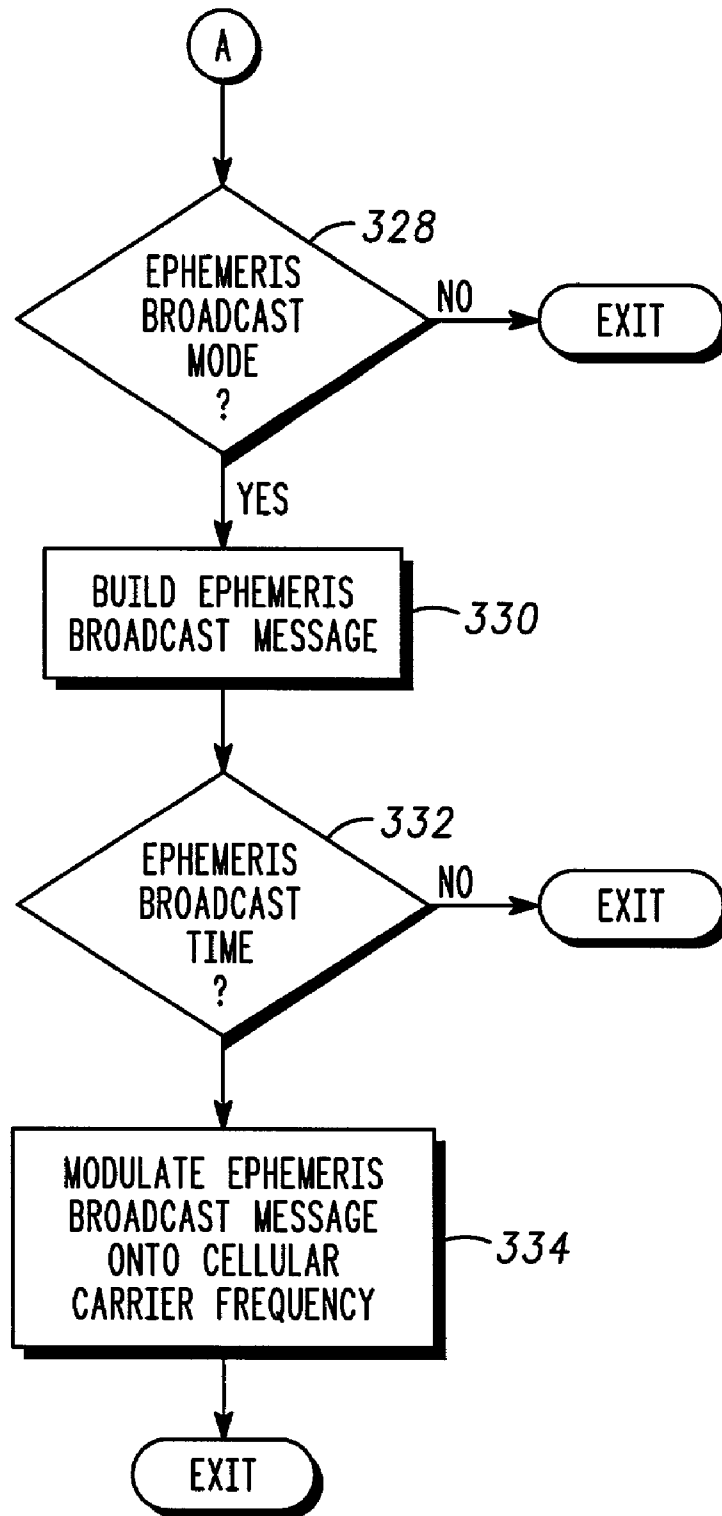 A
328
EPHEMERIS
BROADCAST
MODE
?
NO
EXIT
YES
BUILD EPHEMERIS
BROADCAST MESSAGE
330
332
EPHEMERIS
BROADCAST
TIME
?
NO
EXIT
MODULATE EPHEMERIS
BROADCAST MESSAGE
ONTO CELLULAR
CARRIER FREQUENCY
334
EXIT